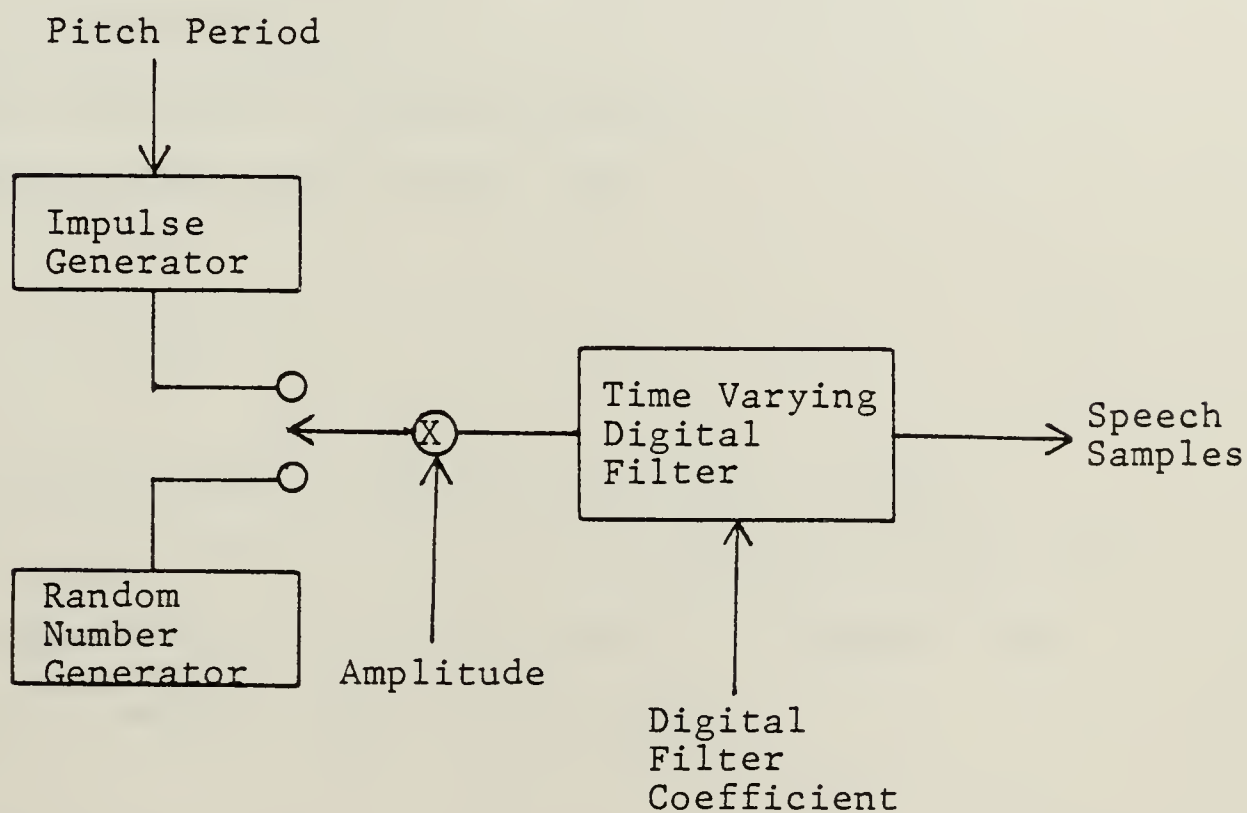 Pitch Period
Impulse
Generator
X
Time Varying
Digital
Filter
Speech
Samples
Random
Number
Generator
Amplitude
Digital
Filter
Coefficient